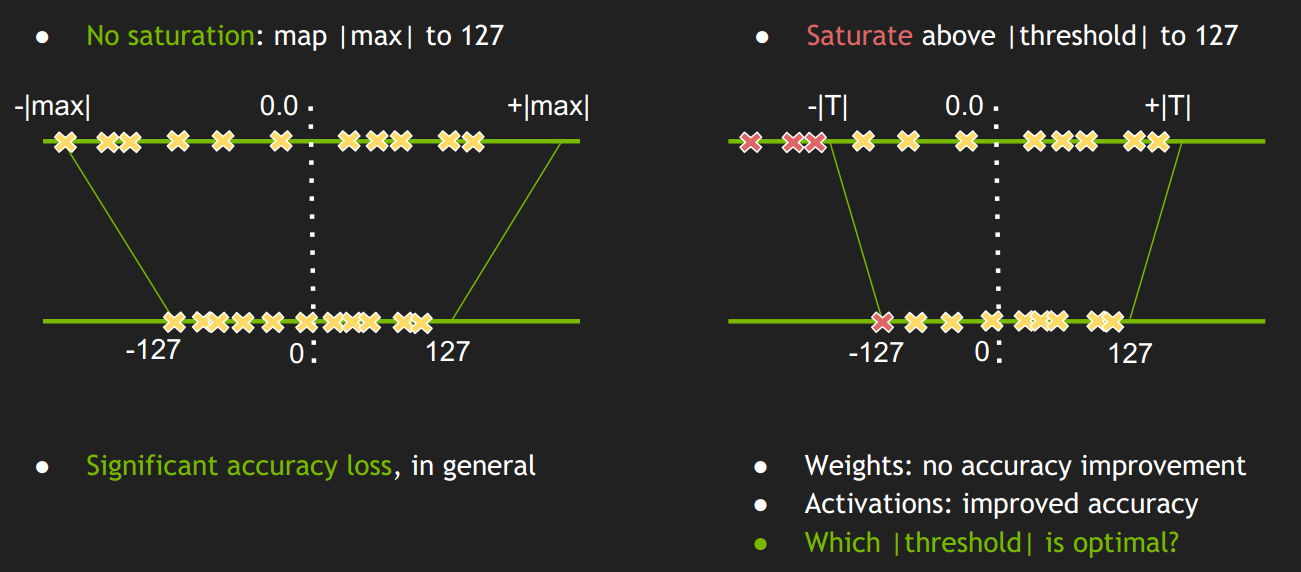 ● No saturation: map |max| to 127
-|max| 0.0 +|max|
-127 0 127
● Significant accuracy loss, in general
● Saturate above |threshold| to 127
-|T| 0.0 +|T|
-127 0 127
● Weights: no accuracy improvement
● Activations: improved accuracy
● Which |threshold| is optimal?